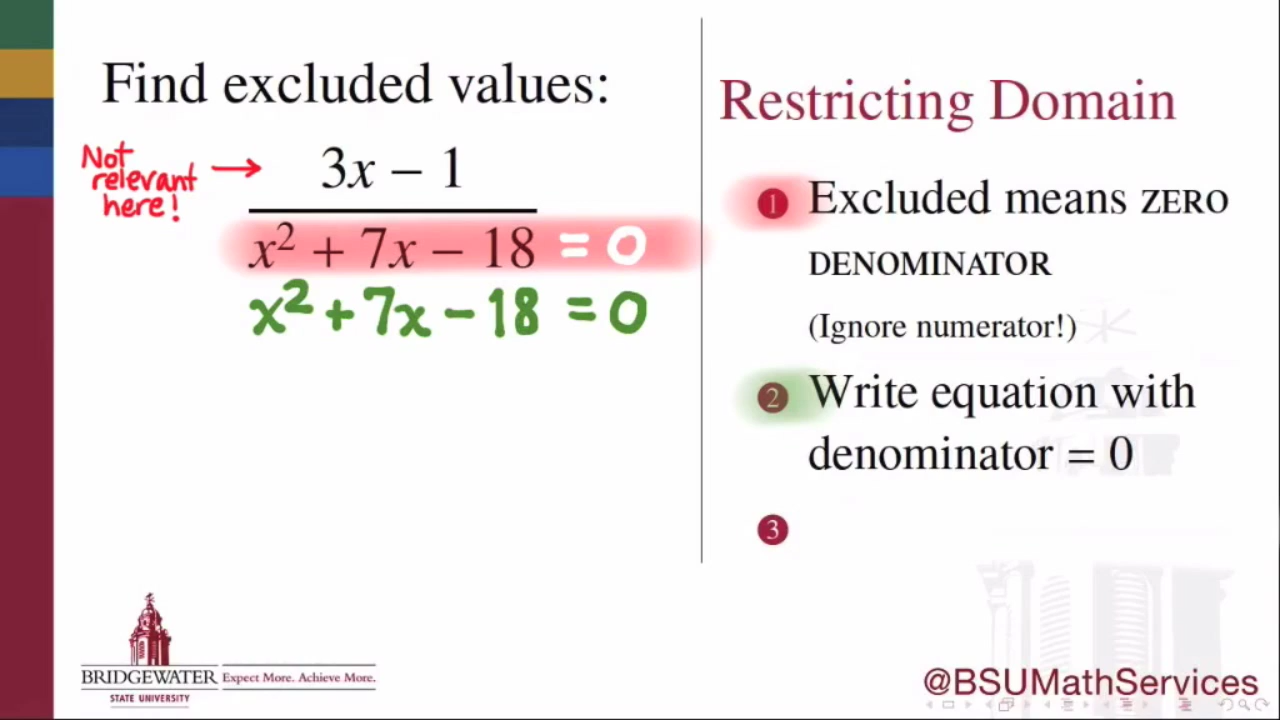 Find excluded values:
Not
relevant
here!
→
3x − 1
x² + 7x − 18 = 0
x² + 7x − 18 = 0
Restricting Domain
1 Excluded means ZERO
DENOMINATOR
(Ignore numerator!)
2 Write equation with
denominator = 0
3
BRIDGEWATER
STATE UNIVERSITY
Expect More. Achieve More.
@BSUMathServices